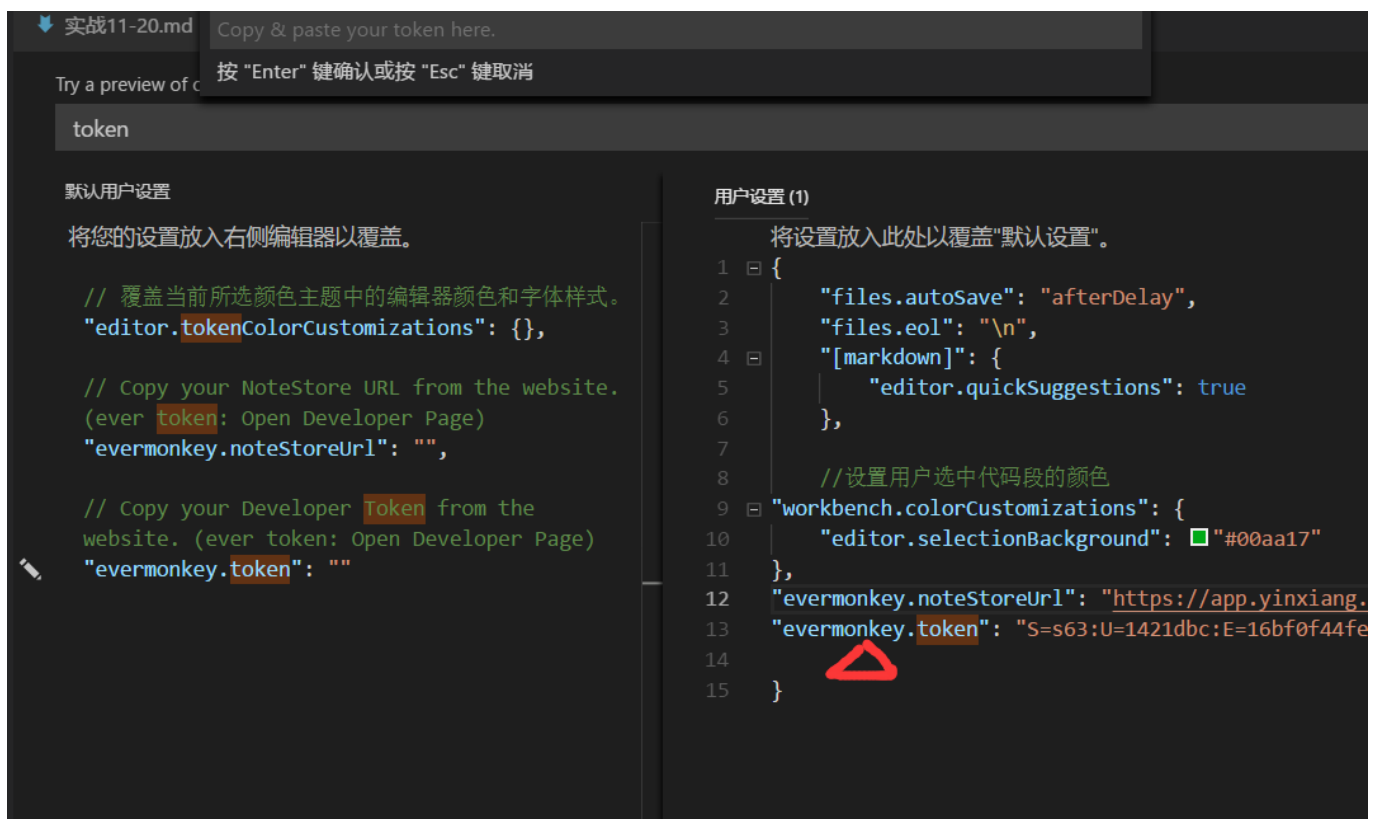 实战11-20.md
Copy & paste your token here.
按 "Enter" 键确认或按 "Esc" 键取消
Try a preview of
token
默认用户设置
将您的设置放入右侧编辑器以覆盖。
// 覆盖当前所选颜色主题中的编辑器颜色和字体样式。
"editor.tokenColorCustomizations": {},
// Copy your NoteStore URL from the website.
(ever token: Open Developer Page)
"evermonkey.noteStoreUrl": "",
// Copy your Developer Token from the
website. (ever token: Open Developer Page)
"evermonkey.token": ""
用户设置 (1)
将设置放入此处以覆盖"默认设置"。
1 {
2 "files.autoSave": "afterDelay",
3 "files.eol": "\n",
4 "[markdown]": {
5 "editor.quickSuggestions": true
6 },
7
8 //设置用户选中代码段的颜色
9 "workbench.colorCustomizations": {
10 "editor.selectionBackground": "#00aa17"
11 },
12 "evermonkey.noteStoreUrl": "https://app.yinxiang.
13 "evermonkey.token": "S=s63:U=1421dbc:E=16bf0f44fe
14
15 }